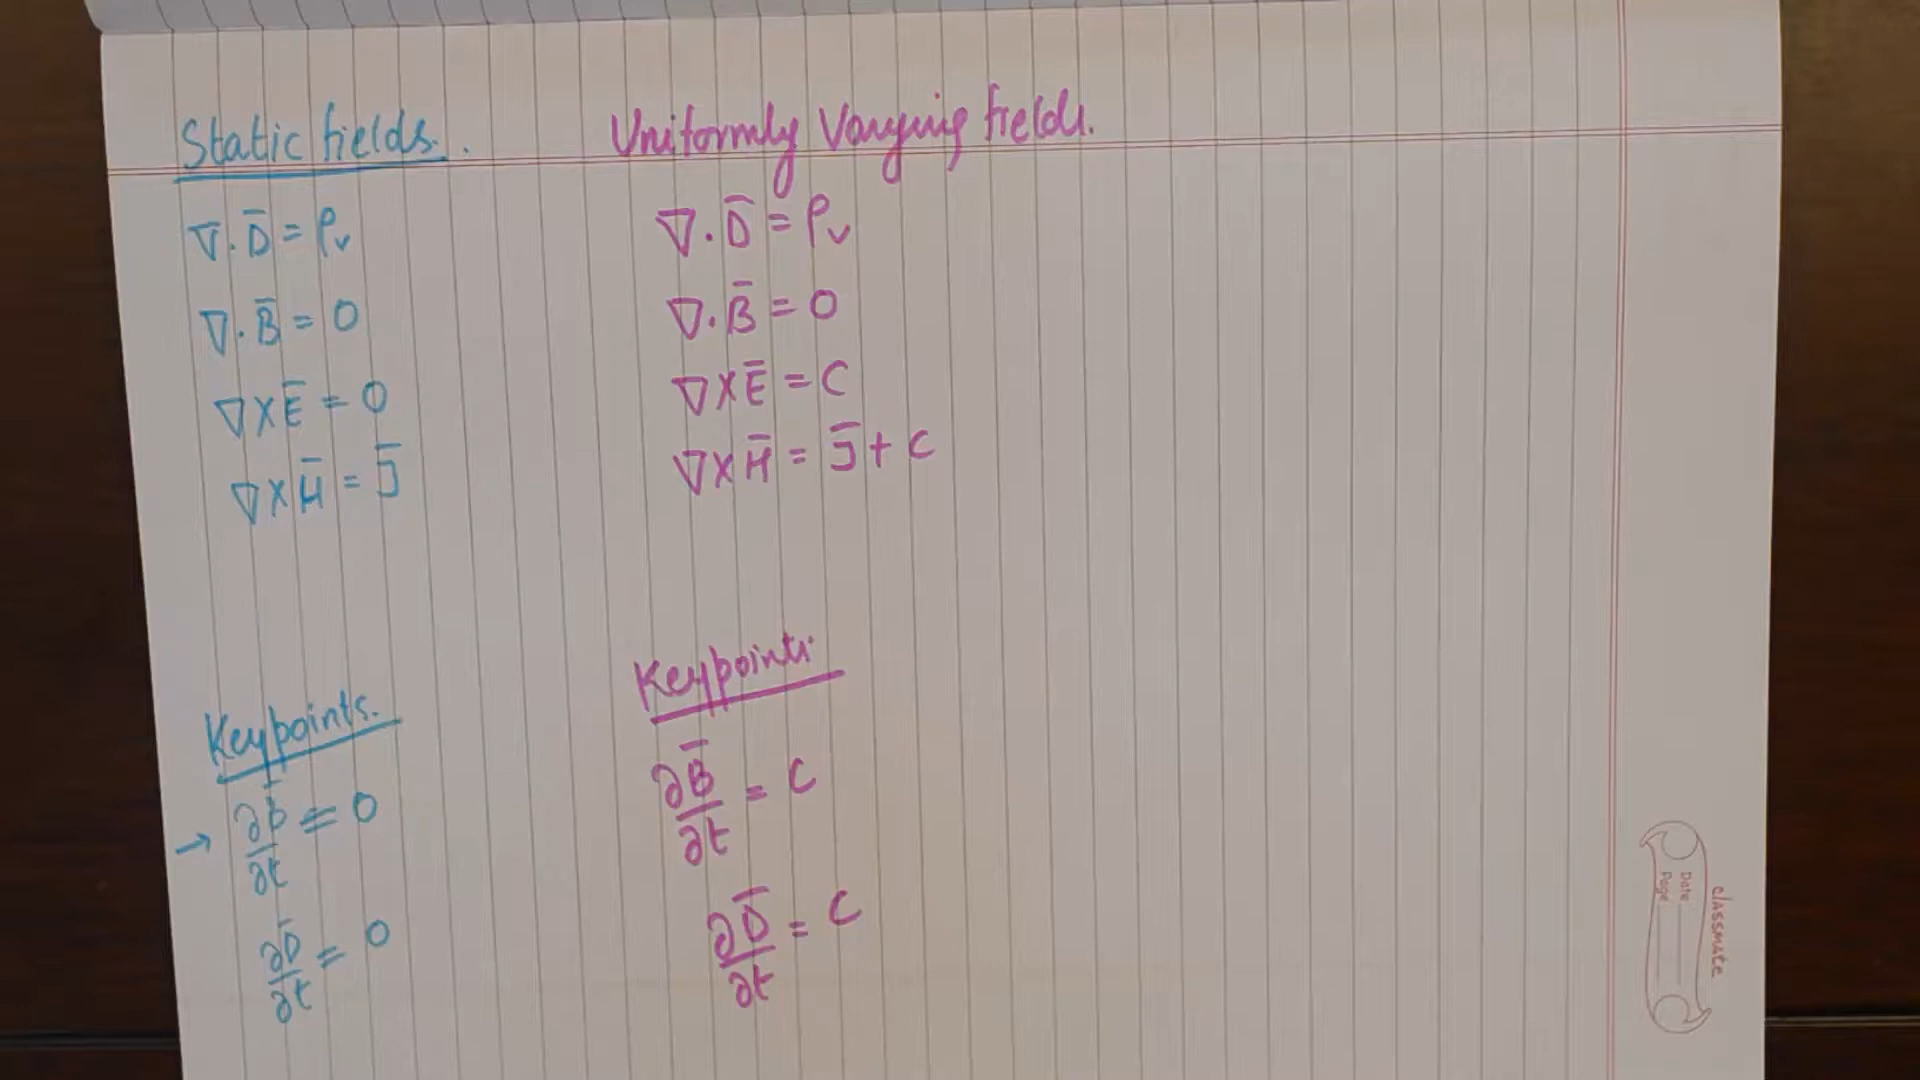 Static fields.
∇.D̅ = ρv
∇.B̅ = 0
∇×E̅ = 0
∇×H̅ = J̅
Keypoints.
→ ∂b̅/∂t = 0
∂D̅/∂t = 0
Uniformly Varying fields.
∇.D̅ = ρv
∇.B̅ = 0
∇×E̅ = C
∇×H̅ = J̅ + C
Keypoints.
∂B̅/∂t = C
∂D̅/∂t = C
classmate
Date
Page